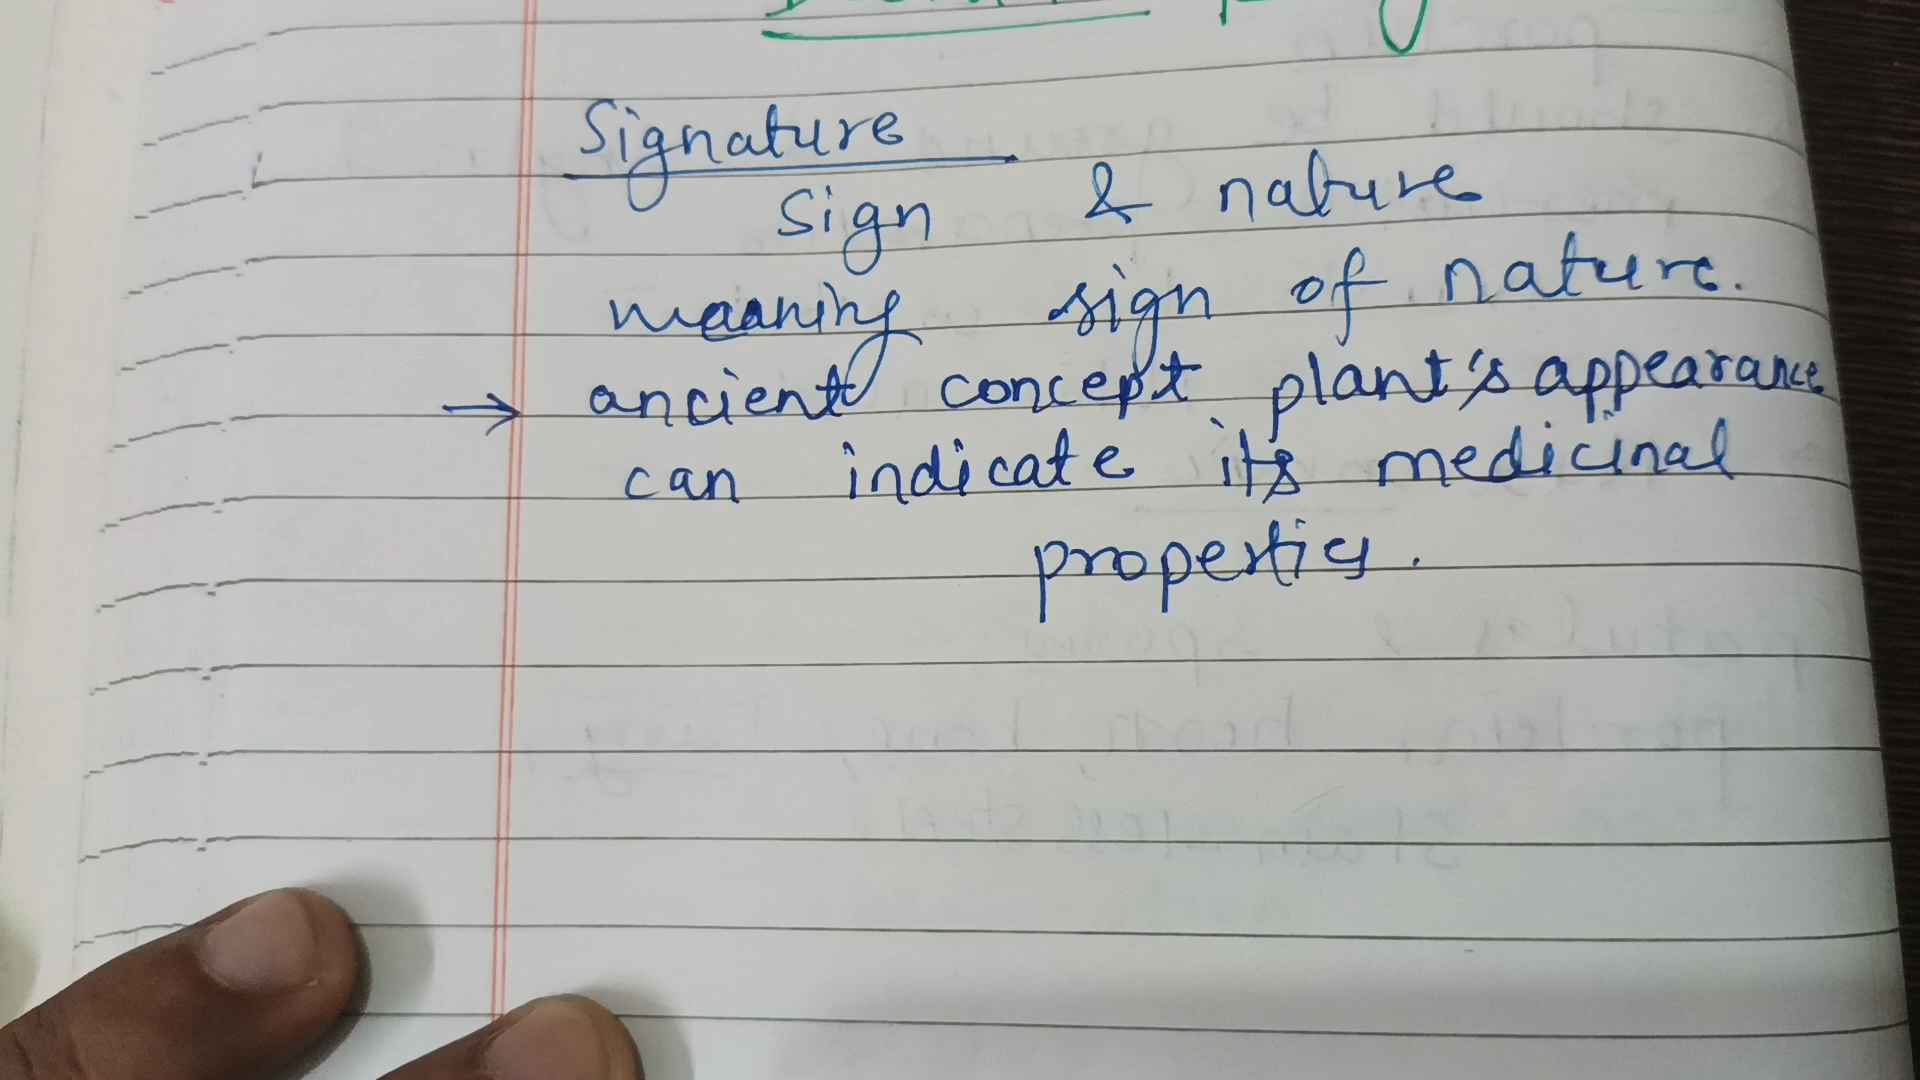 Signature
Sign & nature
meaning sign of nature.
→ ancient concept plant's appearance
can indicate its medicinal
properties.